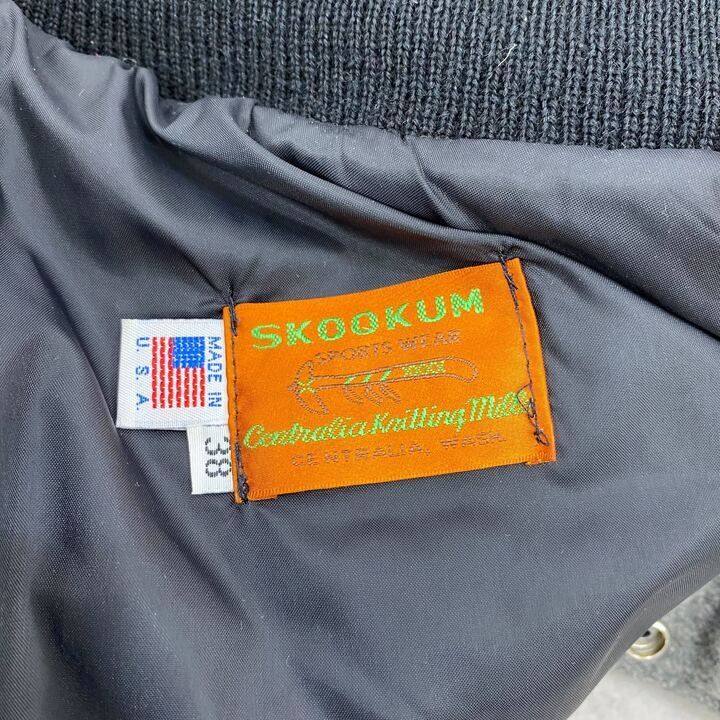 SKOOKUM
SPORTS WEAR
Centralia Knitting Mills
CENTRALIA, WASH.
MADE IN
U. S. A.
38